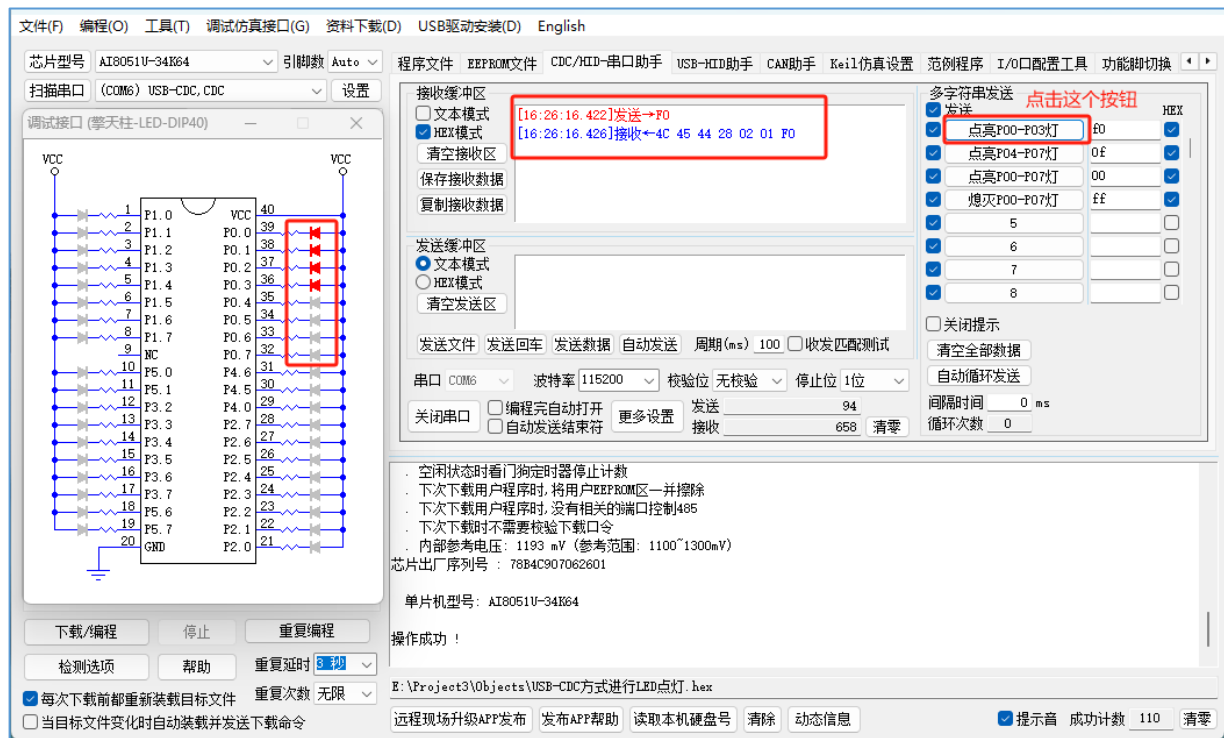 文件(F) 编程(O) 工具(T) 调试仿真接口(G) 资料下载(D) USB驱动安装(D) English
芯片型号 AI8051U-34K64 引脚数 Auto
扫描串口 (COM6) USB-CDC,CDC 设置
调试接口 (擎天柱-LED-DIP40)
VCC VCC
1 P1.0 VCC 40
2 P1.1 P0.0 39
3 P1.2 P0.1 38
4 P1.3 P0.2 37
5 P1.4 P0.3 36
6 P1.5 P0.4 35
7 P1.6 P0.5 34
8 P1.7 P0.6 33
9 NC P0.7 32
10 P5.0 P4.6 31
11 P5.1 P4.5 30
12 P3.2 P4.0 29
13 P3.3 P2.7 28
14 P3.4 P2.6 27
15 P3.5 P2.5 26
16 P3.6 P2.4 25
17 P3.7 P2.3 24
18 P5.6 P2.2 23
19 P5.7 P2.1 22
20 GND P2.0 21
下载/编程 停止 重复编程
检测选项 帮助 重复延时 3 秒
每次下载前都重新装载目标文件 重复次数 无限
当目标文件变化时自动装载并发送下载命令
程序文件 EEPROM文件 CDC/HID-串口助手 USB-HID助手 CAN助手 Keil仿真设置 范例程序 I/O口配置工具 功能脚切换
接收缓冲区
文本模式
HEX模式
清空接收区
保存接收数据
复制接收数据
[16:26:16.422]发送→F0
[16:26:16.426]接收←4C 45 44 28 02 01 F0
发送缓冲区
文本模式
HEX模式
清空发送区
发送文件 发送回车 发送数据 自动发送 周期(ms) 100 收发匹配测试
串口 COM6 波特率 115200 校验位 无校验 停止位 1位
关闭串口 编程完自动打开 更多设置 发送 94
自动发送结束符 接收 658 清零
多字符串发送
点击这个按钮
发送 HEX
点亮P00-P03灯 f0
点亮P04-P07灯 0f
点亮P00-P07灯 00
熄灭P00-P07灯 ff
5
6
7
8
关闭提示
清空全部数据
自动循环发送
间隔时间 0 ms
循环次数 0
. 空闲状态时看门狗定时器停止计数
. 下次下载用户程序时,将用户EEPROM区一并擦除
. 下次下载用户程序时,没有相关的端口控制485
. 下次下载时不需要校验下载口令
. 内部参考电压: 1193 mV (参考范围: 1100~1300mV)
芯片出厂序列号 : 78B4C907062601
单片机型号: AI8051U-34K64
操作成功 !
E:\Project3\Objects\USB-CDC方式进行LED点灯.hex
远程现场升级APP发布 发布APP帮助 读取本机硬盘号 清除 动态信息 提示音 成功计数 110 清零